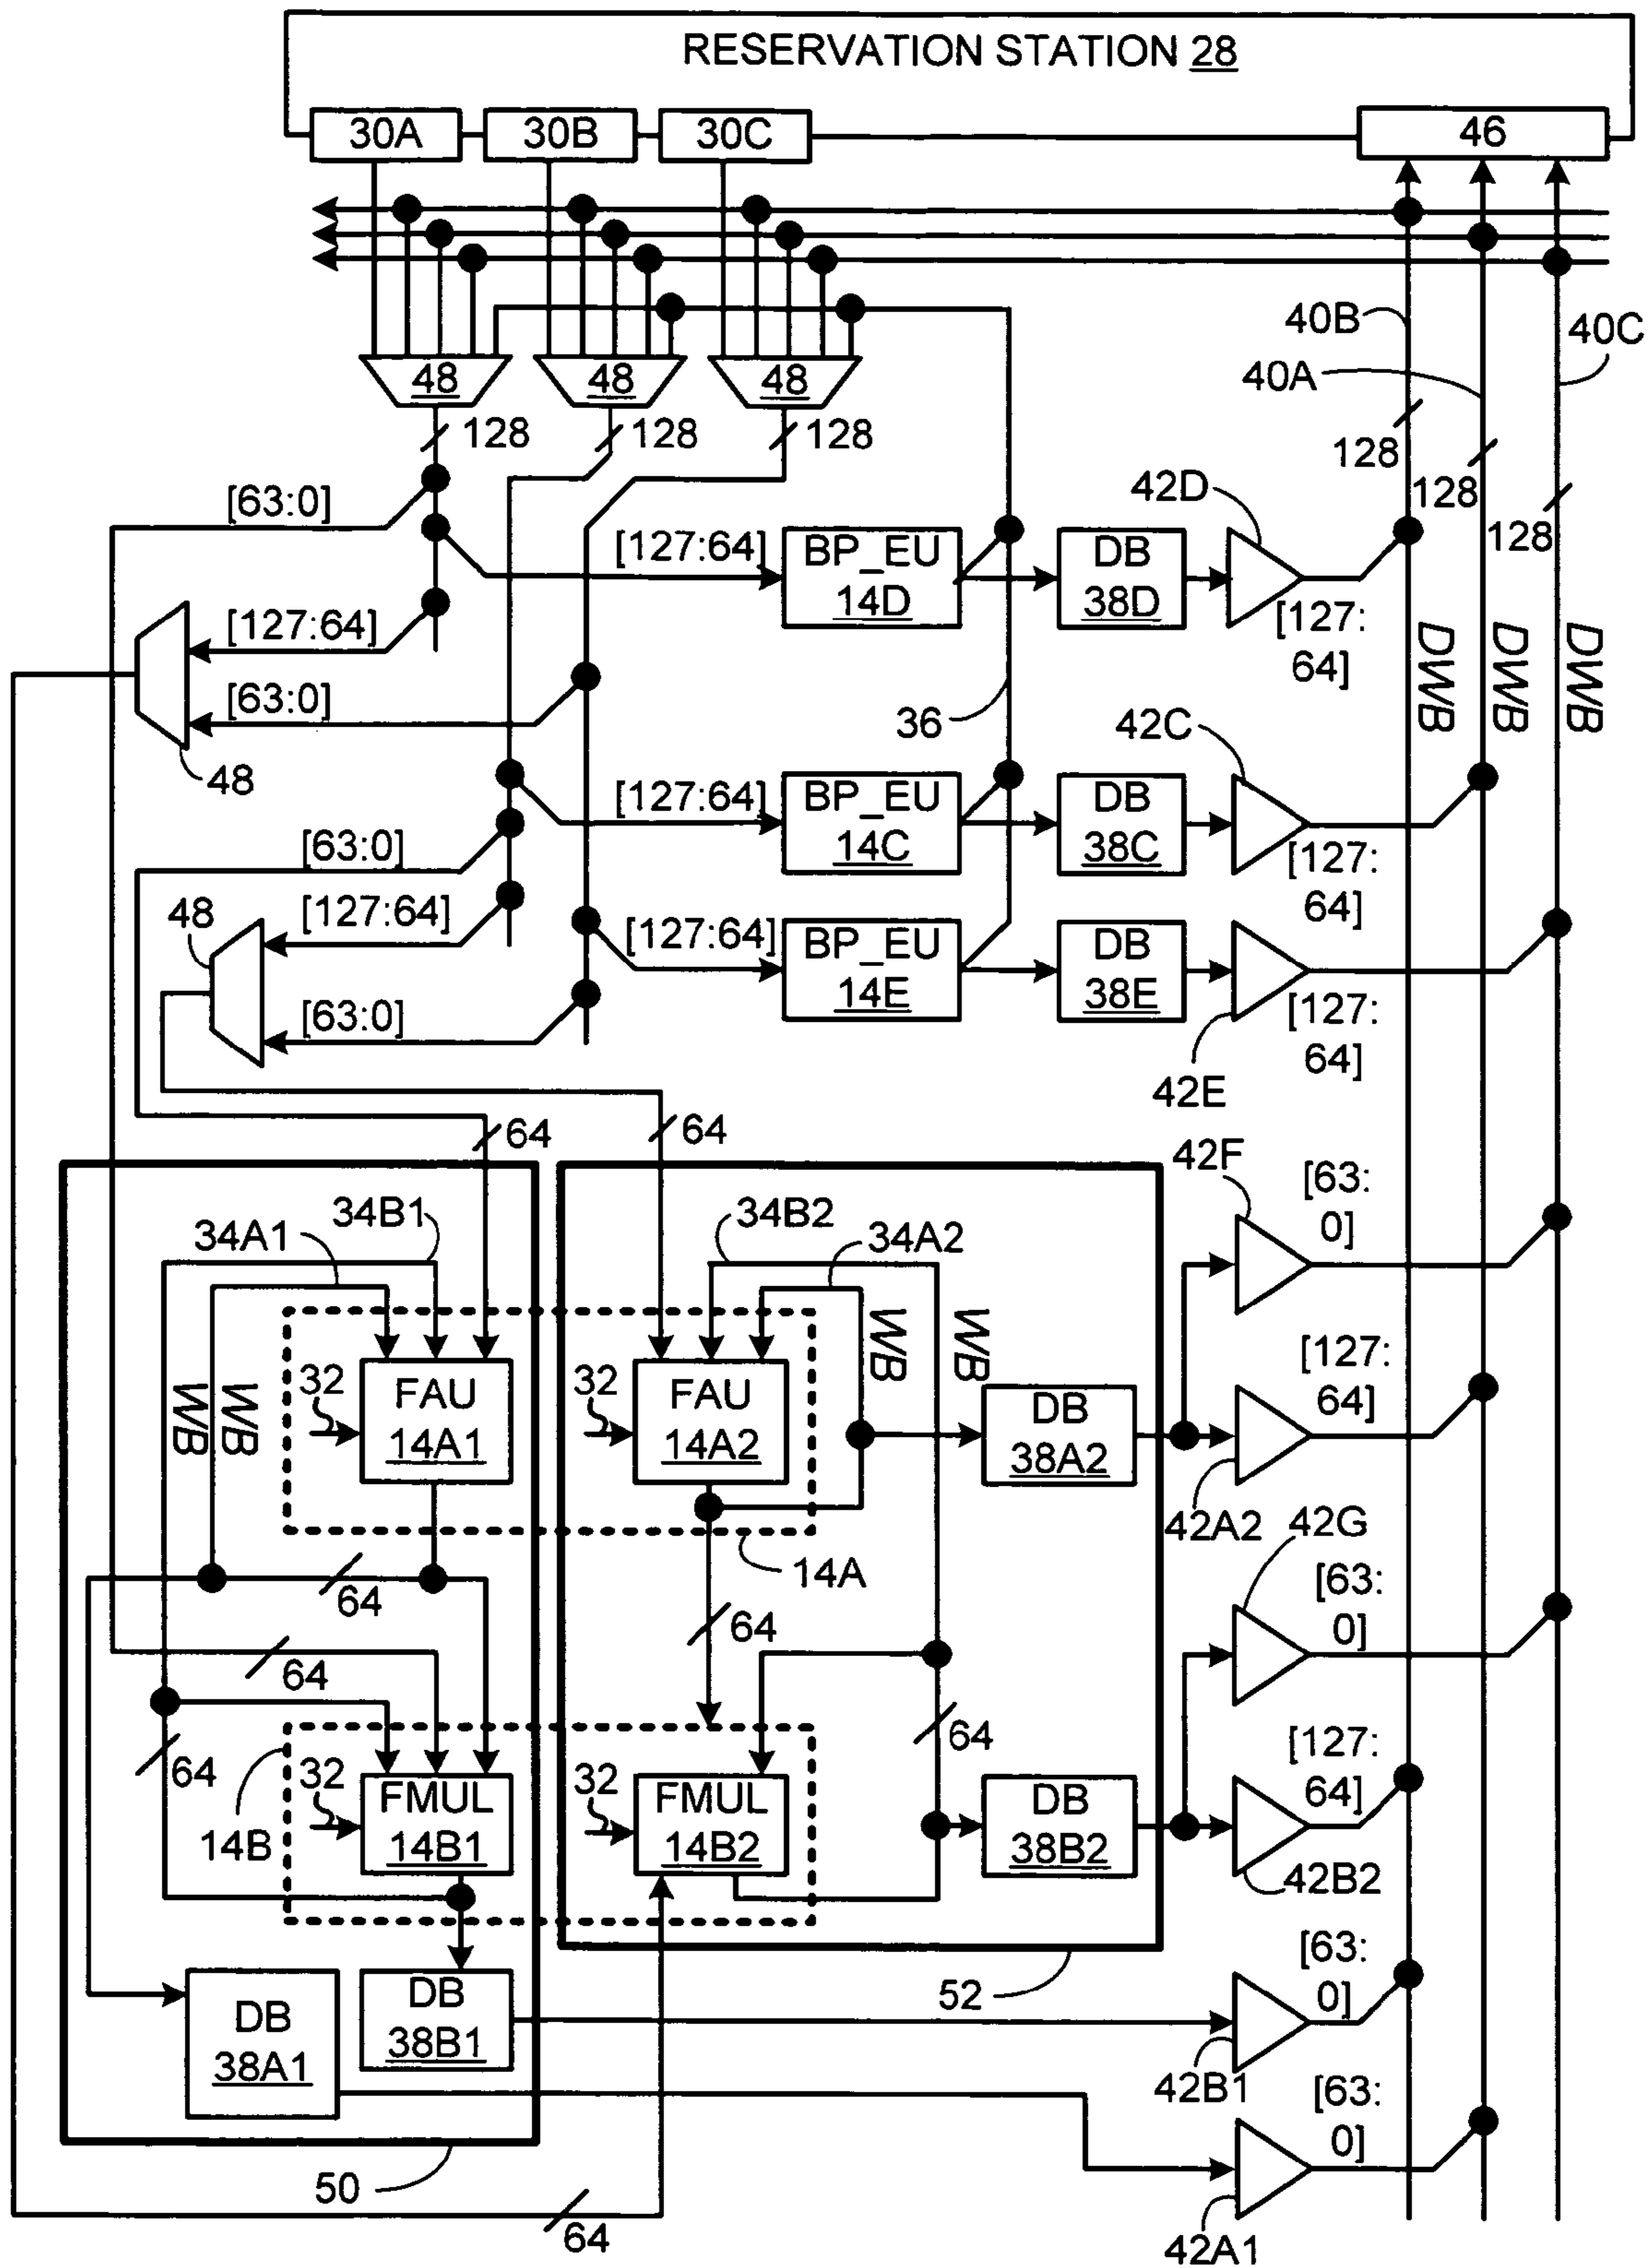 RESERVATION STATION 28
30A
30B
30C
46
40B
40C
40A
48
48
48
128
128
128
128
128
128
[63:0]
[127:64]
42D
BP_EU
14D
DB
38D
[127:
64]
[127:64]
[63:0]
48
36
DWB
DWB
DWB
42C
[127:64]
BP_EU
14C
DB
38C
[127:
64]
[63:0]
48
[127:64]
[127:64]
BP_EU
14E
DB
38E
[127:
64]
[63:0]
42E
64
64
42F
[63:
0]
34B1
34A1
34B2
34A2
WB
WB
WB
WB
32
FAU
14A1
32
FAU
14A2
DB
38A2
[127:
64]
42A2
14A
64
42G
[63:
0]
64
64
64
64
14B
32
FMUL
14B1
32
FMUL
14B2
DB
38B2
[127:
64]
42B2
DB
38A1
DB
38B1
52
[63:
0]
42B1
50
64
[63:
0]
42A1